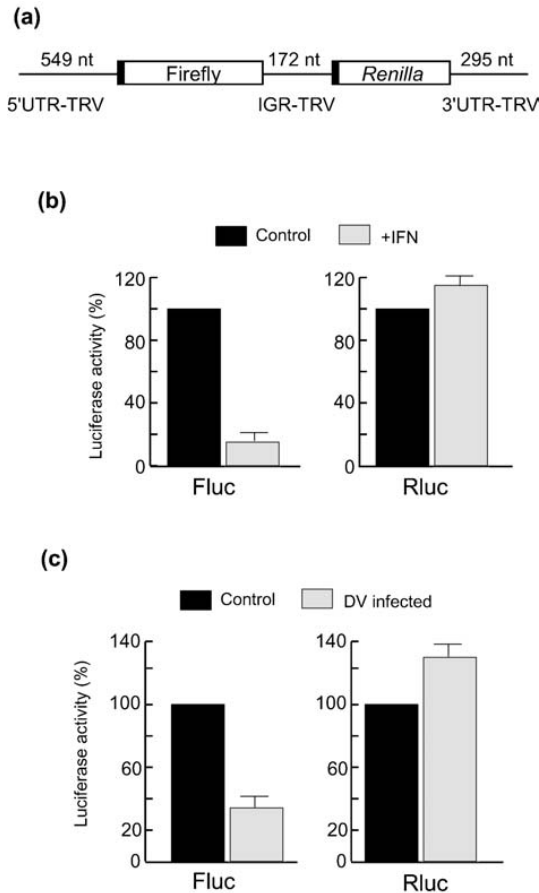 (a)
549 nt Firefly 172 nt Renilla 295 nt
5'UTR-TRV IGR-TRV 3'UTR-TRV
(b)
Control +IFN
Luciferase activity (%)
120 120
80 80
40 40
0 0
Fluc Rluc
(c)
Control DV infected
Luciferase activity (%)
140 140
100 100
60 60
20 20
0 0
Fluc Rluc